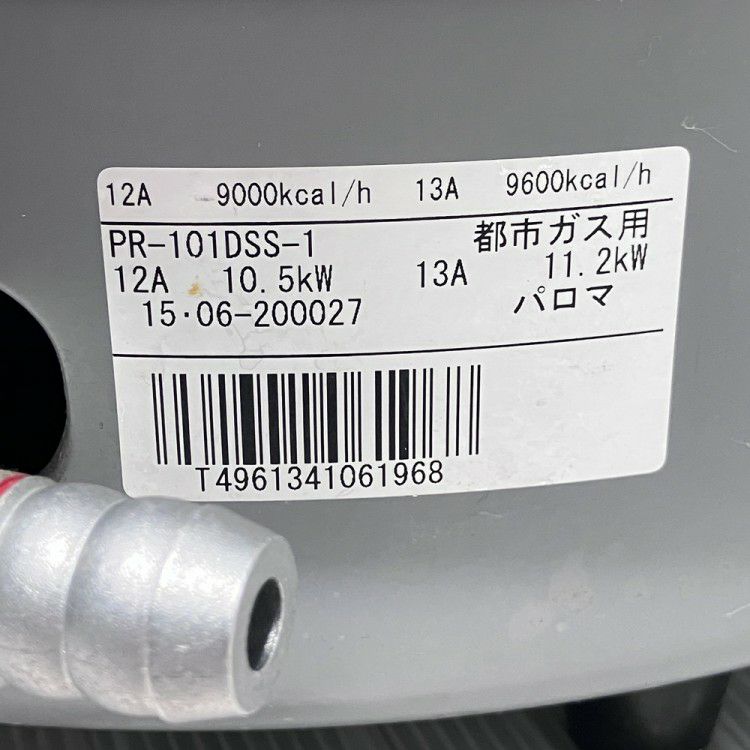 12A 9000kcal/h 13A 9600kcal/h
PR-101DSS-1 都市ガス用
12A 10.5kW 13A 11.2kW
15・06-200027 パロマ
T4961341061968